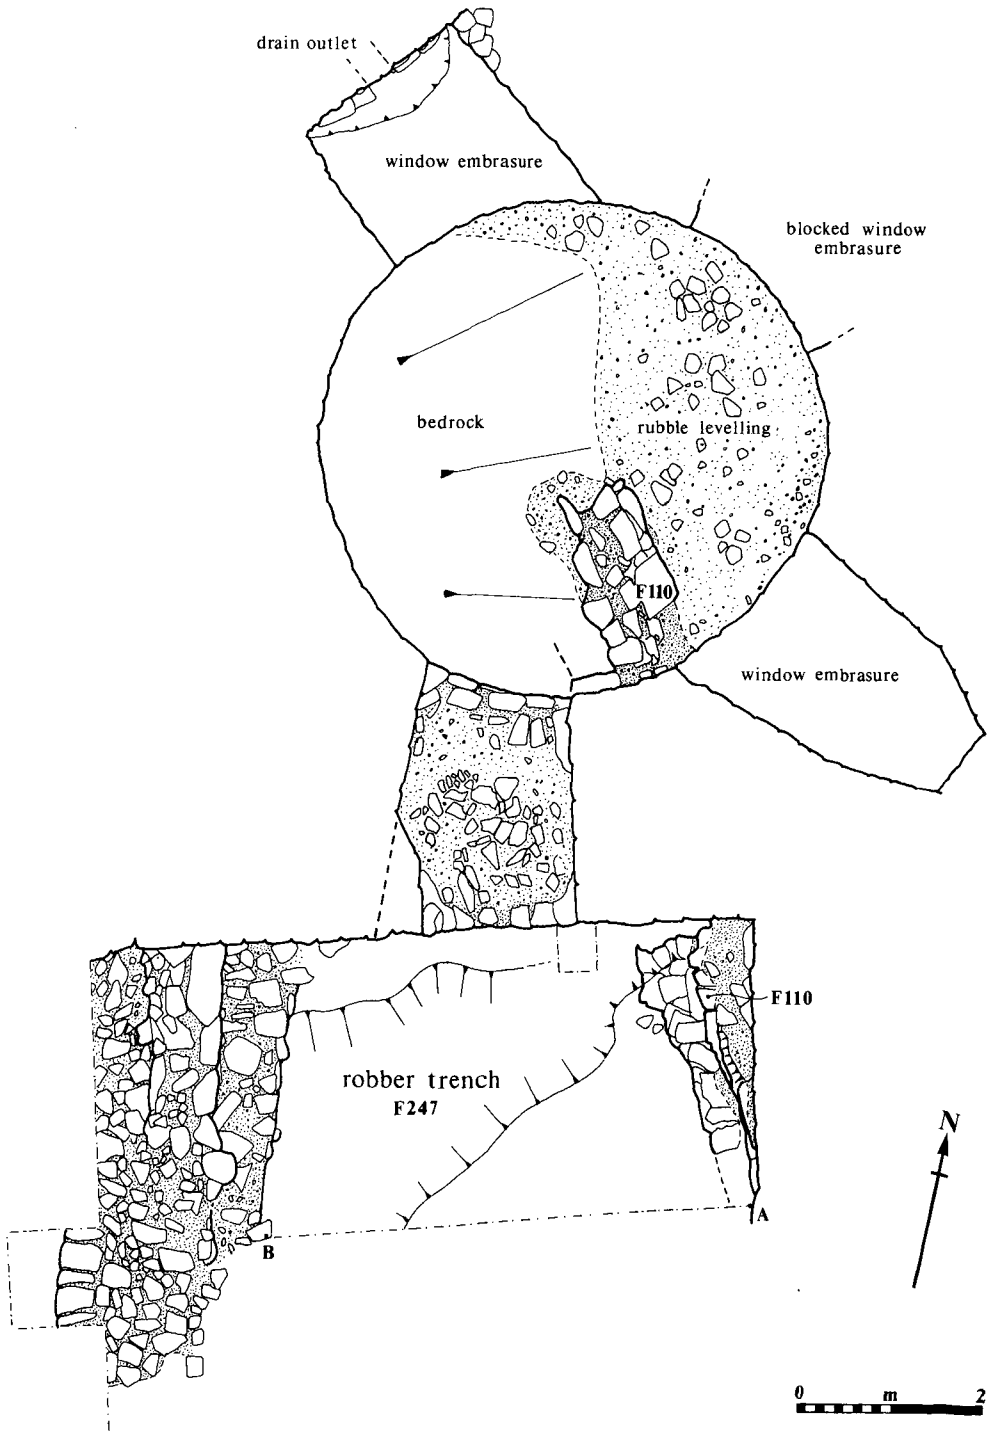 drain outlet
window embrasure
blocked window
embrasure
bedrock
rubble levelling
F110
window embrasure
F110
robber trench
F247
N
A
B
0 m 2